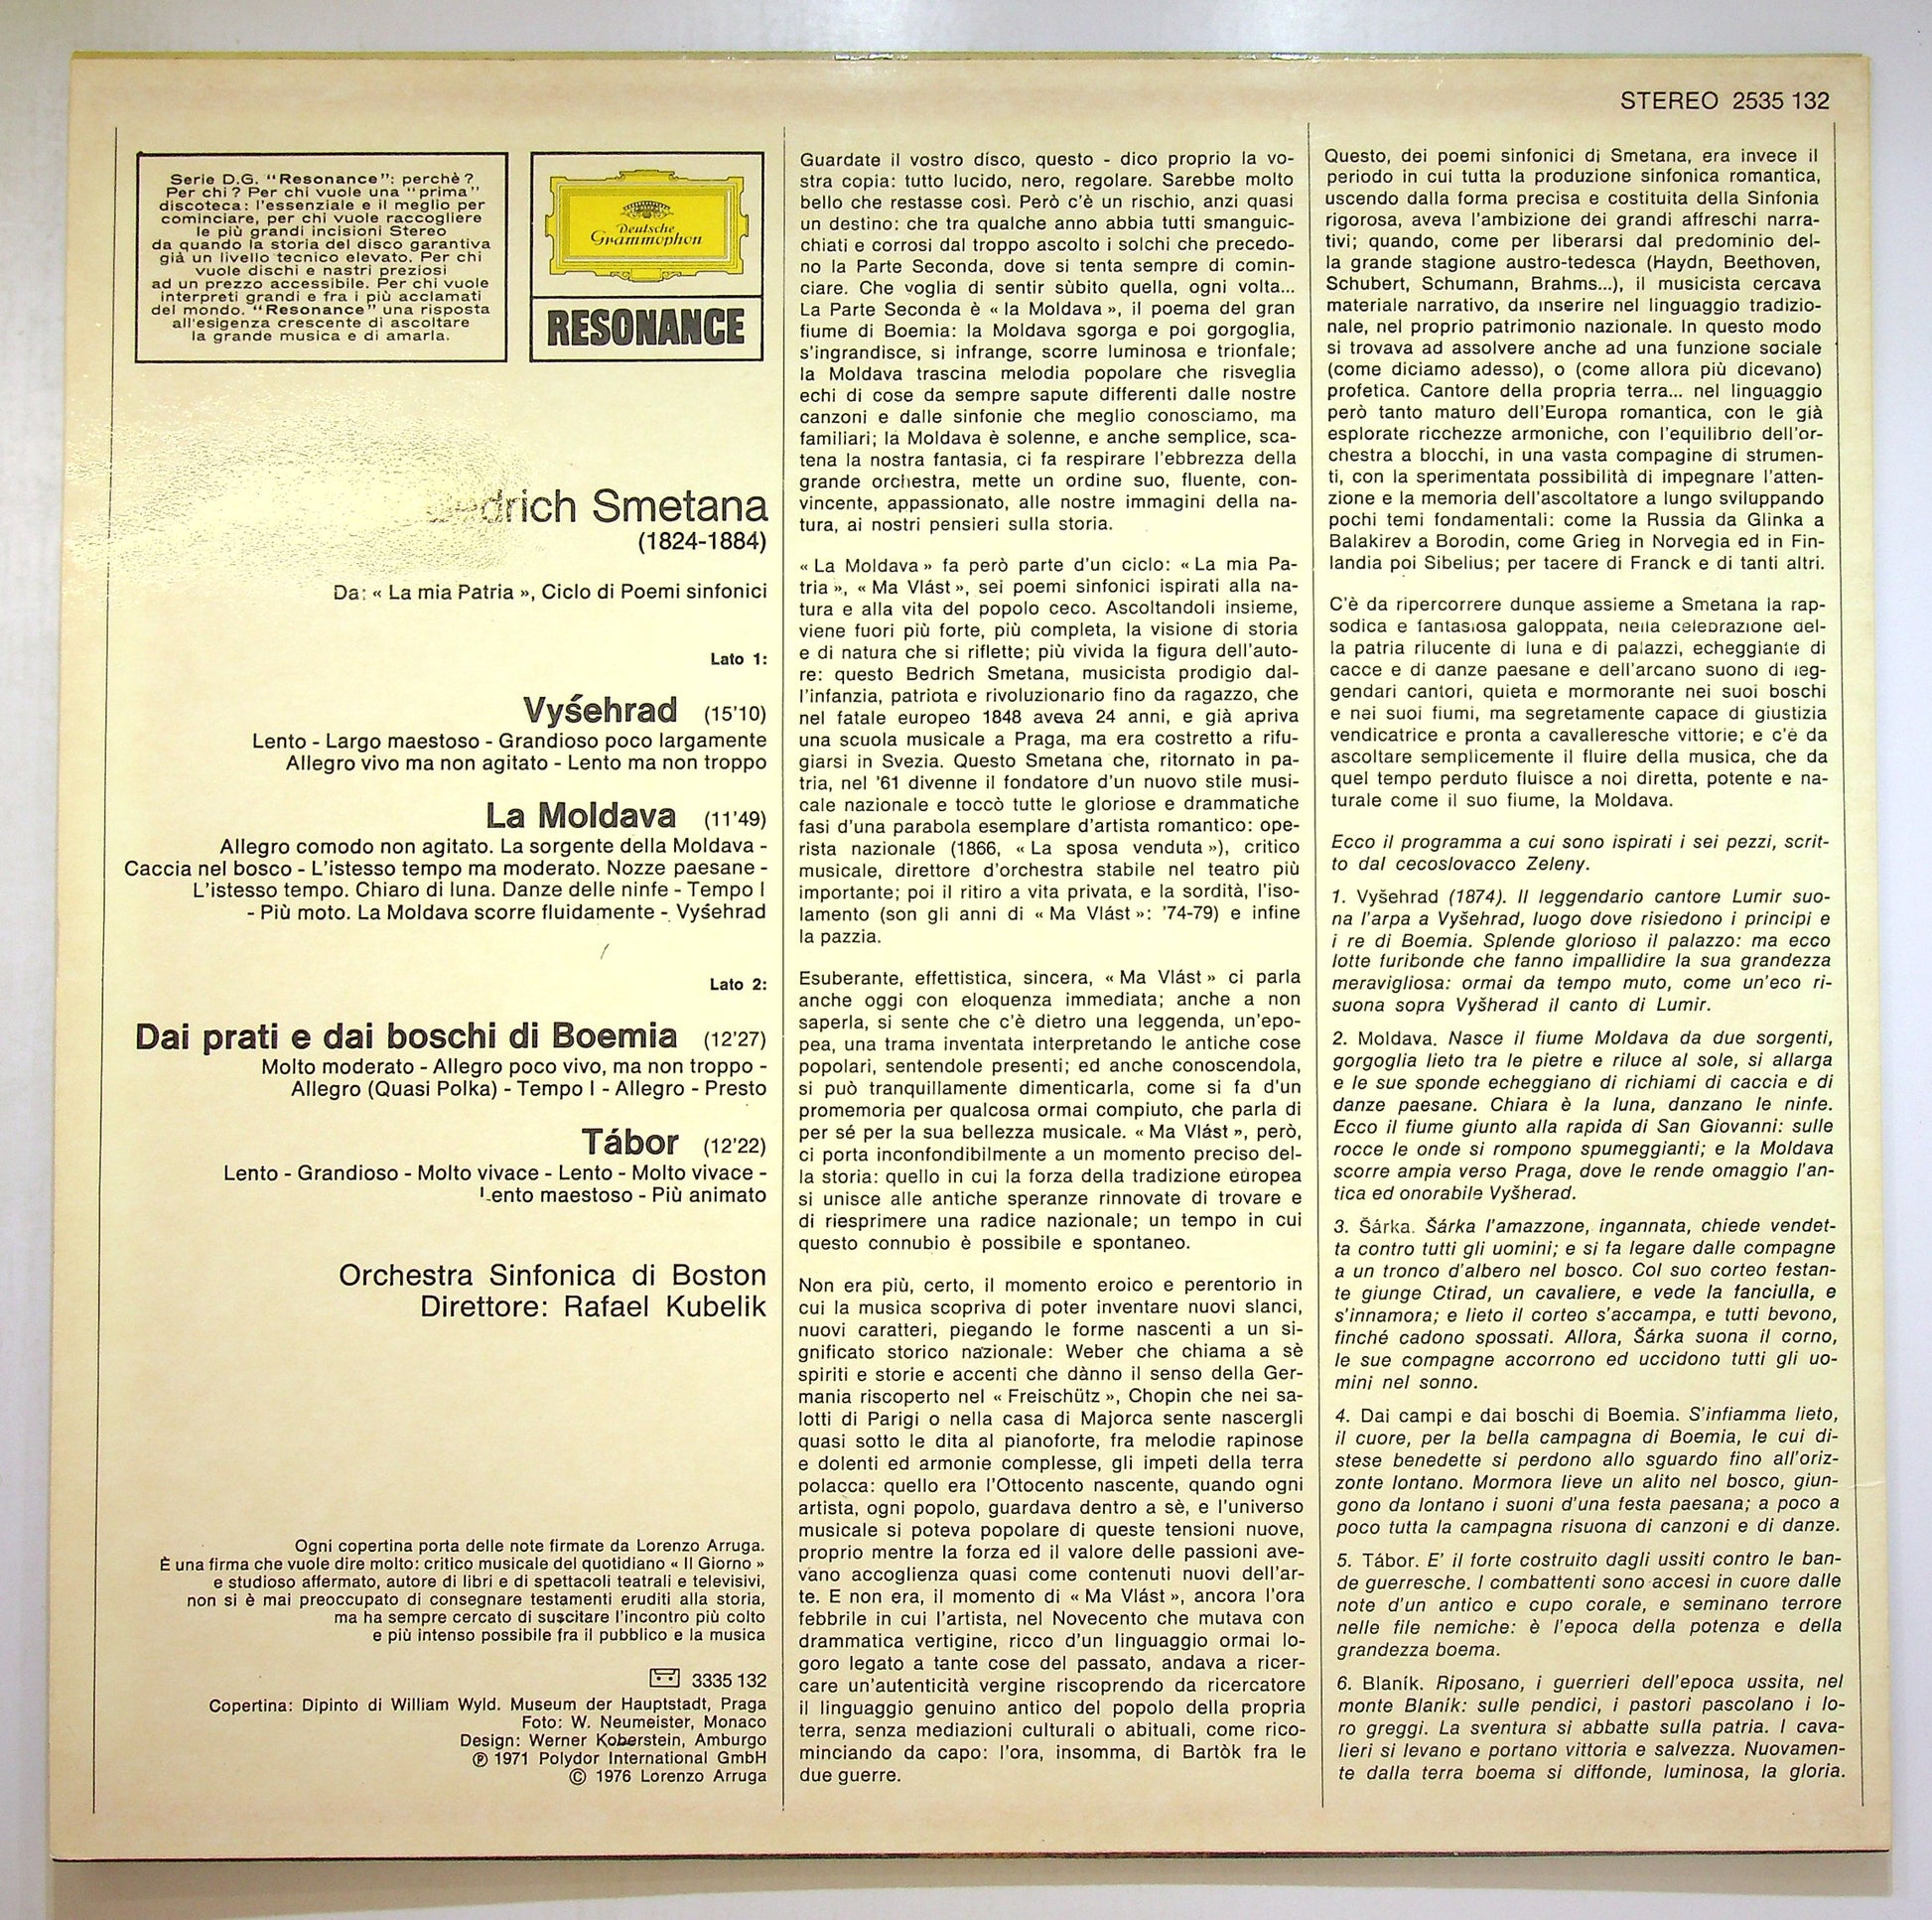 STEREO 2535 132
Serie D.G. "Resonance": perchè?
Per chi? Per chi vuole una "prima"
discoteca: l'essenziale e il meglio per
cominciare, per chi vuole raccogliere
le più grandi incisioni Stereo
da quando la storia del disco garantiva
già un livello tecnico elevato. Per chi
vuole dischi e nastri preziosi
ad un prezzo accessibile. Per chi vuole
interpreti grandi e fra i più acclamati
del mondo. "Resonance" una risposta
all'esigenza crescente di ascoltare
la grande musica e di amarla.
Deutsche
Grammophon
RESONANCE
Smetana
(1824-1884)
Da: « La mia Patria », Ciclo di Poemi sinfonici
Lato 1:
Vyśehrad (15'10)
Lento - Largo maestoso - Grandioso poco largamente
Allegro vivo ma non agitato - Lento ma non troppo
La Moldava (11'49)
Allegro comodo non agitato. La sorgente della Moldava -
Caccia nel bosco - L'istesso tempo ma moderato. Nozze paesane -
L'istesso tempo. Chiaro di luna. Danze delle ninfe - Tempo I
- Più moto. La Moldava scorre fluidamente - Vyśehrad
Lato 2:
Dai prati e dai boschi di Boemia (12'27)
Molto moderato - Allegro poco vivo, ma non troppo -
Allegro (Quasi Polka) - Tempo I - Allegro - Presto
Tábor (12'22)
Lento - Grandioso - Molto vivace - Lento - Molto vivace -
Lento maestoso - Più animato
Orchestra Sinfonica di Boston
Direttore: Rafael Kubelik
Ogni copertina porta delle note firmate da Lorenzo Arruga.
È una firma che vuole dire molto: critico musicale del quotidiano « Il Giorno »
e studioso affermato, autore di libri e di spettacoli teatrali e televisivi,
non si è mai preoccupato di consegnare testamenti eruditi alla storia,
ma ha sempre cercato di suscitare l'incontro più colto
e più intenso possibile fra il pubblico e la musica
3335 132
Copertina: Dipinto di William Wyld. Museum der Hauptstadt, Praga
Foto: W. Neumeister, Monaco
Design: Werner Koberstein, Amburgo
℗ 1971 Polydor International GmbH
© 1976 Lorenzo Arruga
Guardate il vostro disco, questo - dico proprio la vo-
stra copia: tutto lucido, nero, regolare. Sarebbe molto
bello che restasse così. Però c'è un rischio, anzi quasi
un destino: che tra qualche anno abbia tutti smanguic-
chiati e corrosi dal troppo ascolto i solchi che precedo-
no la Parte Seconda, dove si tenta sempre di comin-
ciare. Che voglia di sentir sùbito quella, ogni volta...
La Parte Seconda è « la Moldava », il poema del gran
fiume di Boemia: la Moldava sgorga e poi gorgoglia,
s'ingrandisce, si infrange, scorre luminosa e trionfale;
la Moldava trascina melodia popolare che risveglia
echi di cose da sempre sapute differenti dalle nostre
canzoni e dalle sinfonie che meglio conosciamo, ma
familiari; la Moldava è solenne, e anche semplice, sca-
tena la nostra fantasia, ci fa respirare l'ebbrezza della
grande orchestra, mette un ordine suo, fluente, con-
vincente, appassionato, alle nostre immagini della na-
tura, ai nostri pensieri sulla storia.
« La Moldava » fa però parte d'un ciclo: « La mia Pa-
tria », « Ma Vlást », sei poemi sinfonici ispirati alla na-
tura e alla vita del popolo ceco. Ascoltandoli insieme,
viene fuori più forte, più completa, la visione di storia
e di natura che si riflette; più vivida la figura dell'auto-
re: questo Bedrich Smetana, musicista prodigio dal-
l'infanzia, patriota e rivoluzionario fino da ragazzo, che
nel fatale europeo 1848 aveva 24 anni, e già apriva
una scuola musicale a Praga, ma era costretto a rifu-
giarsi in Svezia. Questo Smetana che, ritornato in pa-
tria, nel '61 divenne il fondatore d'un nuovo stile musi-
cale nazionale e toccò tutte le gloriose e drammatiche
fasi d'una parabola esemplare d'artista romantico: ope-
rista nazionale (1866, « La sposa venduta »), critico
musicale, direttore d'orchestra stabile nel teatro più
importante; poi il ritiro a vita privata, e la sordità, l'iso-
lamento (son gli anni di « Ma Vlást »: '74-79) e infine
la pazzia.
Esuberante, effettistica, sincera, « Ma Vlást » ci parla
anche oggi con eloquenza immediata; anche a non
saperla, si sente che c'è dietro una leggenda, un'epo-
pea, una trama inventata interpretando le antiche cose
popolari, sentendole presenti; ed anche conoscendola,
si può tranquillamente dimenticarla, come si fa d'un
promemoria per qualcosa ormai compiuto, che parla di
per sé per la sua bellezza musicale. « Ma Vlást », però,
ci porta inconfondibilmente a un momento preciso del-
la storia: quello in cui la forza della tradizione europea
si unisce alle antiche speranze rinnovate di trovare e
di riesprimere una radice nazionale; un tempo in cui
questo connubio è possibile e spontaneo.
Non era più, certo, il momento eroico e perentorio in
cui la musica scopriva di poter inventare nuovi slanci,
nuovi caratteri, piegando le forme nascenti a un si-
gnificato storico nazionale: Weber che chiama a sè
spiriti e storie e accenti che dànno il senso della Ger-
mania riscoperto nel « Freischütz », Chopin che nei sa-
lotti di Parigi o nella casa di Majorca sente nascergli
quasi sotto le dita al pianoforte, fra melodie rapinose
e dolenti ed armonie complesse, gli impeti della terra
polacca: quello era l'Ottocento nascente, quando ogni
artista, ogni popolo, guardava dentro a sè, e l'universo
musicale si poteva popolare di queste tensioni nuove,
proprio mentre la forza ed il valore delle passioni ave-
vano accoglienza quasi come contenuti nuovi dell'ar-
te. E non era, il momento di « Ma Vlást », ancora l'ora
febbrile in cui l'artista, nel Novecento che mutava con
drammatica vertigine, ricco d'un linguaggio ormai lo-
goro legato a tante cose del passato, andava a ricer-
care un'autenticità vergine riscoprendo da ricercatore
il linguaggio genuino antico del popolo della propria
terra, senza mediazioni culturali o abituali, come rico-
minciando da capo: l'ora, insomma, di Bartòk fra le
due guerre.
Questo, dei poemi sinfonici di Smetana, era invece il
periodo in cui tutta la produzione sinfonica romantica,
uscendo dalla forma precisa e costituita della Sinfonia
rigorosa, aveva l'ambizione dei grandi affreschi narra-
tivi; quando, come per liberarsi dal predominio del-
la grande stagione austro-tedesca (Haydn, Beethoven,
Schubert, Schumann, Brahms...), il musicista cercava
materiale narrativo, da inserire nel linguaggio tradizio-
nale, nel proprio patrimonio nazionale. In questo modo
si trovava ad assolvere anche ad una funzione sociale
(come diciamo adesso), o (come allora più dicevano)
profetica. Cantore della propria terra... nel linguaggio
però tanto maturo dell'Europa romantica, con le già
esplorate ricchezze armoniche, con l'equilibrio dell'or-
chestra a blocchi, in una vasta compagine di strumen-
ti, con la sperimentata possibilità di impegnare l'atten-
zione e la memoria dell'ascoltatore a lungo sviluppando
pochi temi fondamentali: come la Russia da Glinka a
Balakirev a Borodin, come Grieg in Norvegia ed in Fin-
landia poi Sibelius; per tacere di Franck e di tanti altri.
C'è da ripercorrere dunque assieme a Smetana la rap-
sodica e fantasiosa galoppata, nella celebrazione del-
la patria rilucente di luna e di palazzi, echeggiante di
cacce e di danze paesane e dell'arcano suono di leg-
gendari cantori, quieta e mormorante nei suoi boschi
e nei suoi fiumi, ma segretamente capace di giustizia
vendicatrice e pronta a cavalleresche vittorie; e c'è da
ascoltare semplicemente il fluire della musica, che da
quel tempo perduto fluisce a noi diretta, potente e na-
turale come il suo fiume, la Moldava.
Ecco il programma a cui sono ispirati i sei pezzi, scrit-
to dal cecoslovacco Zeleny.
1. Vyšehrad (1874). Il leggendario cantore Lumir suo-
na l'arpa a Vyšehrad, luogo dove risiedono i principi e
i re di Boemia. Splende glorioso il palazzo: ma ecco
lotte furibonde che fanno impallidire la sua grandezza
meravigliosa: ormai da tempo muto, come un'eco ri-
suona sopra Vyšherad il canto di Lumir.
2. Moldava. Nasce il fiume Moldava da due sorgenti,
gorgoglia lieto tra le pietre e riluce al sole, si allarga
e le sue sponde echeggiano di richiami di caccia e di
danze paesane. Chiara è la luna, danzano le ninfe.
Ecco il fiume giunto alla rapida di San Giovanni: sulle
rocce le onde si rompono spumeggianti; e la Moldava
scorre ampia verso Praga, dove le rende omaggio l'an-
tica ed onorabile Vyšherad.
3. Šárka. Šárka l'amazzone, ingannata, chiede vendet-
ta contro tutti gli uomini; e si fa legare dalle compagne
a un tronco d'albero nel bosco. Col suo corteo festan-
te giunge Ctirad, un cavaliere, e vede la fanciulla, e
s'innamora; e lieto il corteo s'accampa, e tutti bevono,
finché cadono spossati. Allora, Šárka suona il corno,
le sue compagne accorrono ed uccidono tutti gli uo-
mini nel sonno.
4. Dai campi e dai boschi di Boemia. S'infiamma lieto,
il cuore, per la bella campagna di Boemia, le cui di-
stese benedette si perdono allo sguardo fino all'oriz-
zonte lontano. Mormora lieve un alito nel bosco, giun-
gono da lontano i suoni d'una festa paesana; a poco a
poco tutta la campagna risuona di canzoni e di danze.
5. Tábor. E' il forte costruito dagli ussiti contro le ban-
de guerresche. I combattenti sono accesi in cuore dalle
note d'un antico e cupo corale, e seminano terrore
nelle file nemiche: è l'epoca della potenza e della
grandezza boema.
6. Blaník. Riposano, i guerrieri dell'epoca ussita, nel
monte Blaník: sulle pendici, i pastori pascolano i lo-
ro greggi. La sventura si abbatte sulla patria. I cava-
lieri si levano e portano vittoria e salvezza. Nuovamen-
te dalla terra boema si diffonde, luminosa, la gloria.